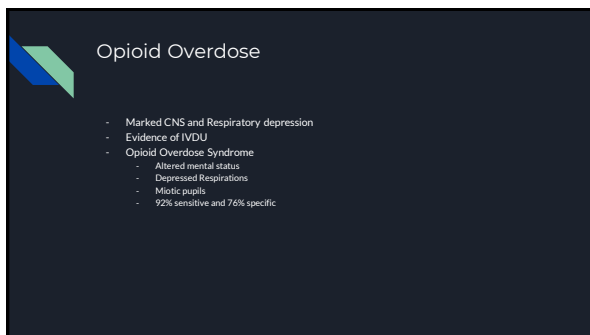 Opioid Overdose
- Marked CNS and Respiratory depression
- Evidence of IVDU
- Opioid Overdose Syndrome
- Altered mental status
- Depressed Respirations
- Miotic pupils
- 92% sensitive and 76% specific